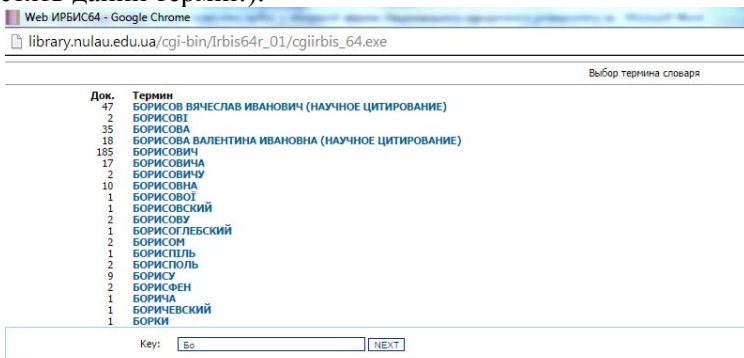 Web ИРБИС64 - Google Chrome
library.nulau.edu.ua/cgi-bin/Irbis64r_01/cgiirbis_64.exe
Выбор термина словаря
Док. Термин
47 БОРИСОВ ВЯЧЕСЛАВ ИВАНОВИЧ (НАУЧНОЕ ЦИТИРОВАНИЕ)
2 БОРИСОВІ
35 БОРИСОВА
18 БОРИСОВА ВАЛЕНТИНА ИВАНОВНА (НАУЧНОЕ ЦИТИРОВАНИЕ)
185 БОРИСОВИЧ
17 БОРИСОВИЧА
2 БОРИСОВИЧУ
10 БОРИСОВНА
1 БОРИСОВОЇ
1 БОРИСОВСКИЙ
2 БОРИСОВУ
1 БОРИСОГЛЕБСКИЙ
2 БОРИСОМ
1 БОРИСПІЛЬ
2 БОРИСПОЛЬ
9 БОРИСУ
2 БОРИСФЕН
1 БОРИЧА
1 БОРИЧЕВСКИЙ
1 БОРКИ
Key: Бо NEXT